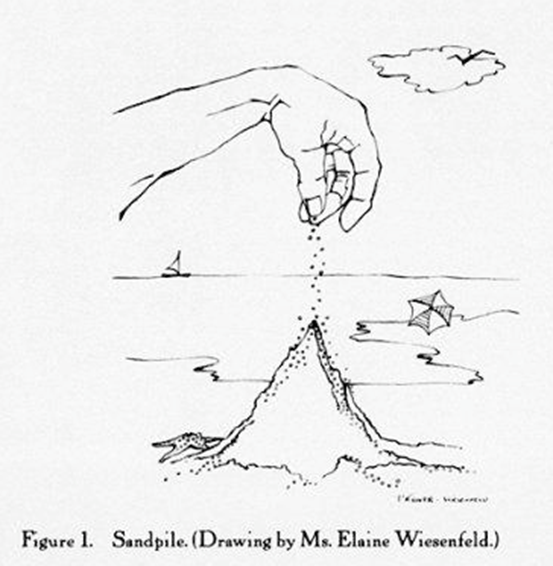 Figure 1. Sandpile. (Drawing by Ms. Elaine Wiesenfeld.)